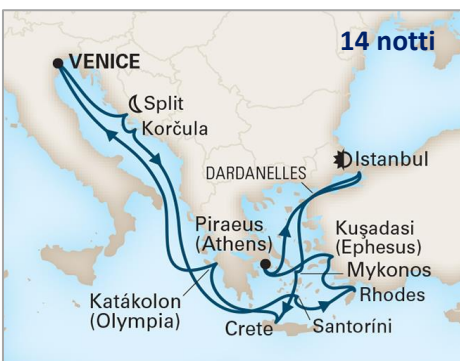 14 notti
VENICE
Split
Korčula
Istanbul
DARDANELLES
Piraeus
(Athens)
Kuşadasi
(Ephesus)
Mykonos
Rhodes
Katákolon
(Olympia)
Crete
Santoríni